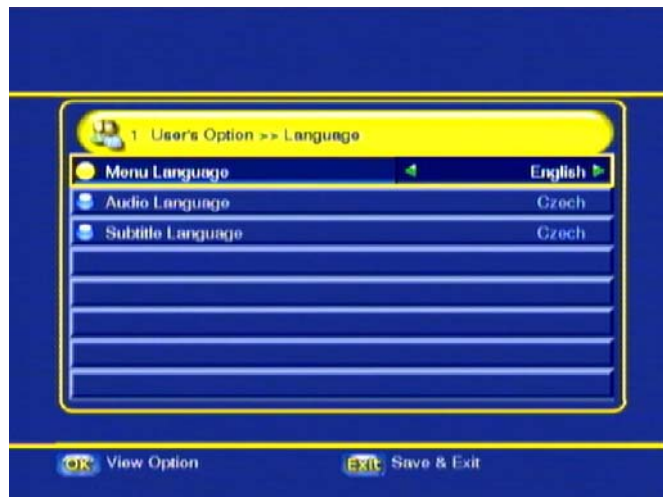 1 User's Option >> Language
Menu Language English
Audio Language Czech
Subtitle Language Czech
OK View Option Exit Save & Exit